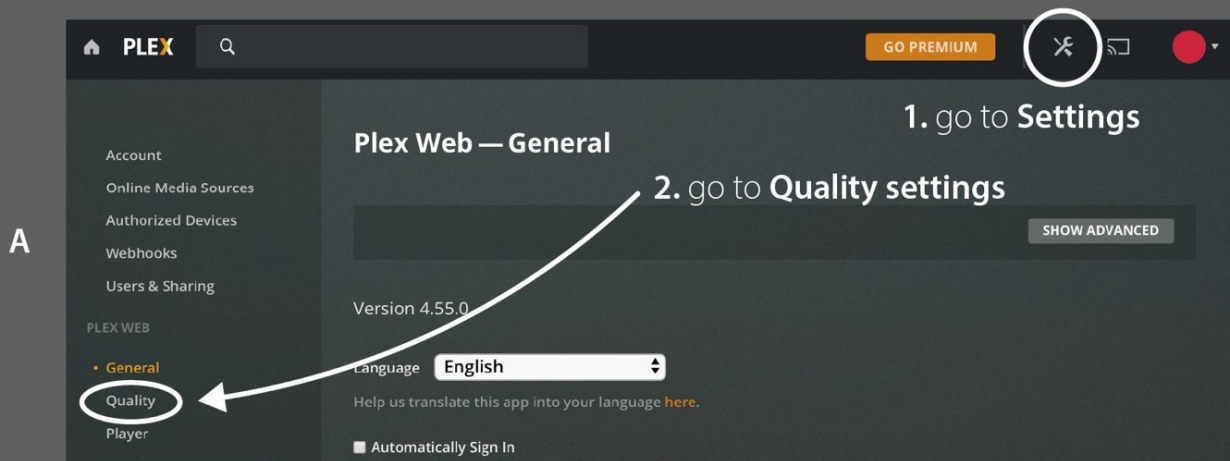 PLEX
GO PREMIUM
1. go to Settings
Plex Web — General
Account
2. go to Quality settings
Online Media Sources
Authorized Devices
SHOW ADVANCED
A
Webhooks
Users & Sharing
Version 4.55.0
PLEX WEB
General
Language English
Quality
Help us translate this app into your language here.
Player
Automatically Sign In